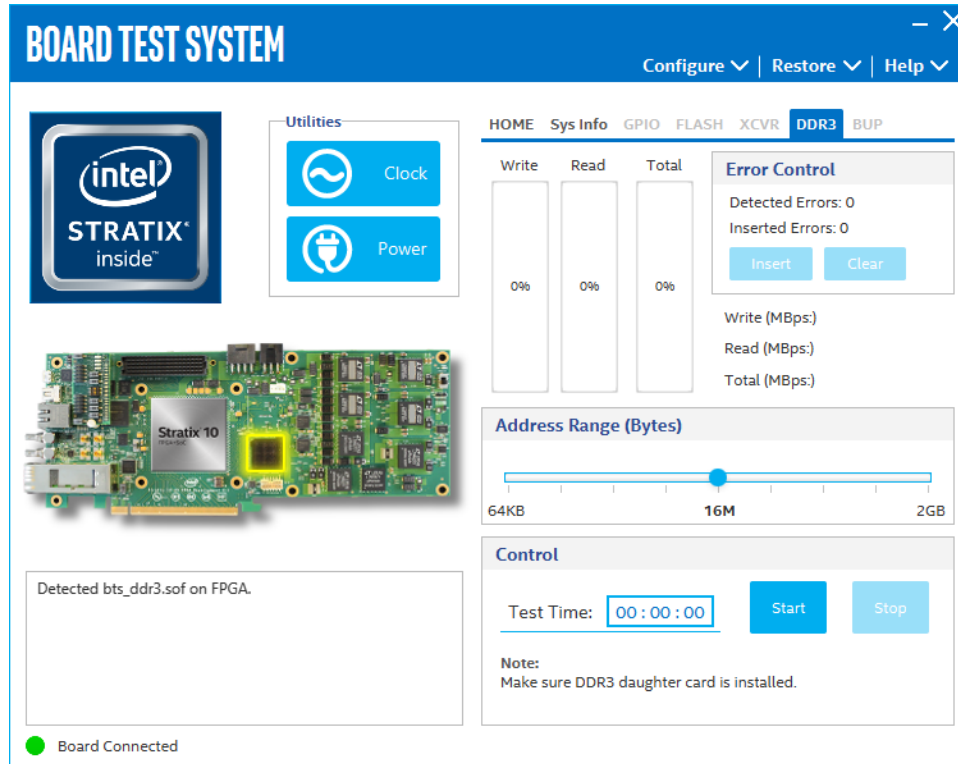 BOARD TEST SYSTEM
Configure | Restore | Help
intel
STRATIX
inside™
Utilities
Clock
Power
HOME Sys Info GPIO FLASH XCVR DDR3 BUP
Write Read Total
0% 0% 0%
Error Control
Detected Errors: 0
Inserted Errors: 0
Insert Clear
Write (MBps:)
Read (MBps:)
Total (MBps:)
Stratix 10
Address Range (Bytes)
64KB 16M 2GB
Control
Test Time: 00 : 00 : 00 Start Stop
Note:
Make sure DDR3 daughter card is installed.
Detected bts_ddr3.sof on FPGA.
Board Connected